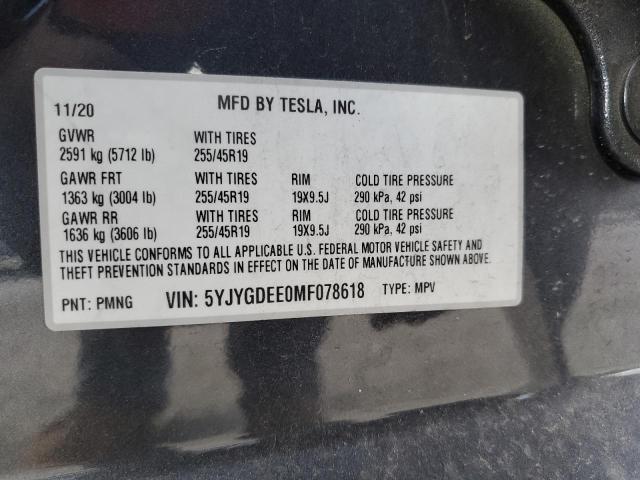 11/20 MFD BY TESLA, INC.
GVWR WITH TIRES
2591 kg (5712 lb) 255/45R19
GAWR FRT WITH TIRES RIM COLD TIRE PRESSURE
1363 kg (3004 lb) 255/45R19 19X9.5J 290 kPa, 42 psi
GAWR RR WITH TIRES RIM COLD TIRE PRESSURE
1636 kg (3606 lb) 255/45R19 19X9.5J 290 kPa, 42 psi
THIS VEHICLE CONFORMS TO ALL APPLICABLE U.S. FEDERAL MOTOR VEHICLE SAFETY AND
THEFT PREVENTION STANDARDS IN EFFECT ON THE DATE OF MANUFACTURE SHOWN ABOVE.
PNT: PMNG VIN: 5YJYGDEE0MF078618 TYPE: MPV